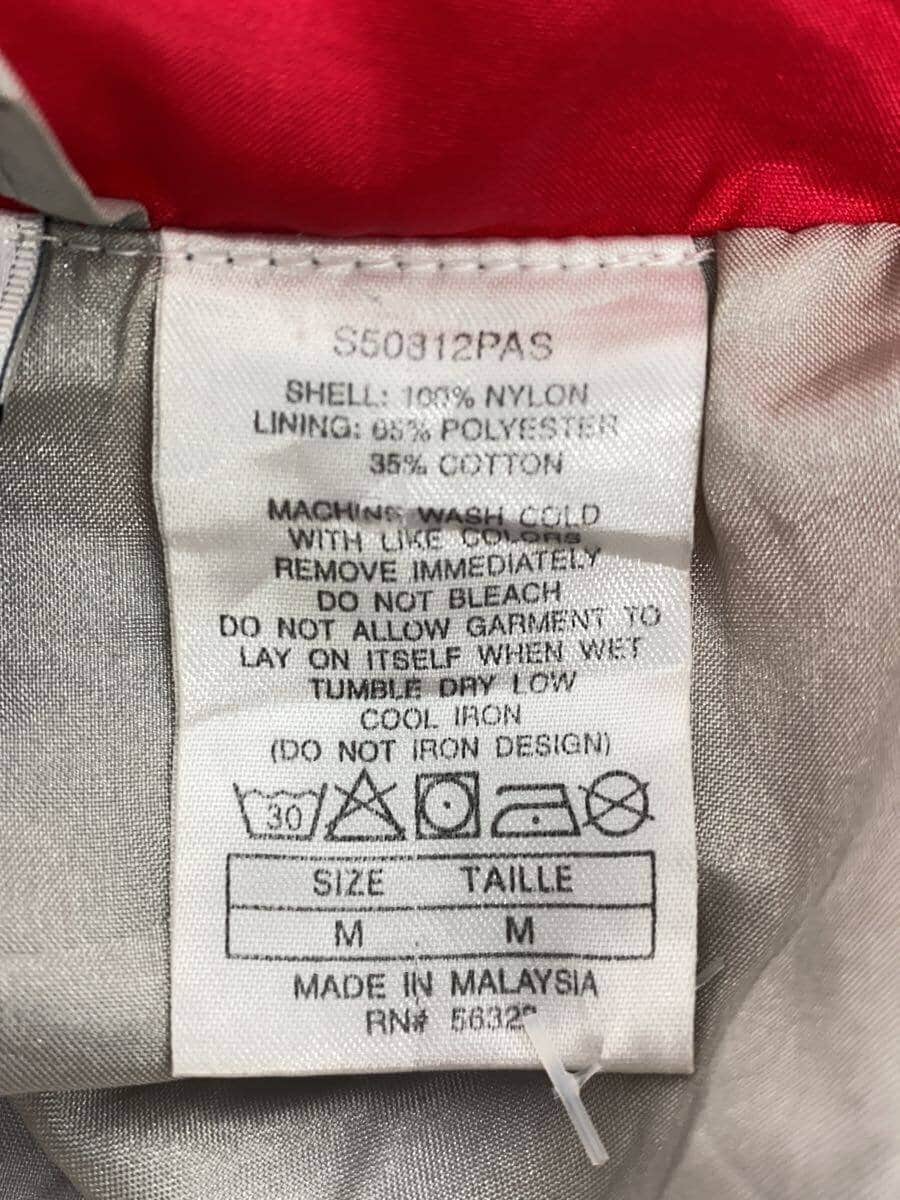 S50812PAS
SHELL: 100% NYLON
LINING: 65% POLYESTER
35% COTTON
MACHINE WASH COLD
WITH LIKE COLORS
REMOVE IMMEDIATELY
DO NOT BLEACH
DO NOT ALLOW GARMENT TO
LAY ON ITSELF WHEN WET
TUMBLE DRY LOW
COOL IRON
(DO NOT IRON DESIGN)
30
SIZE TAILLE
M M
MADE IN MALAYSIA
RN#